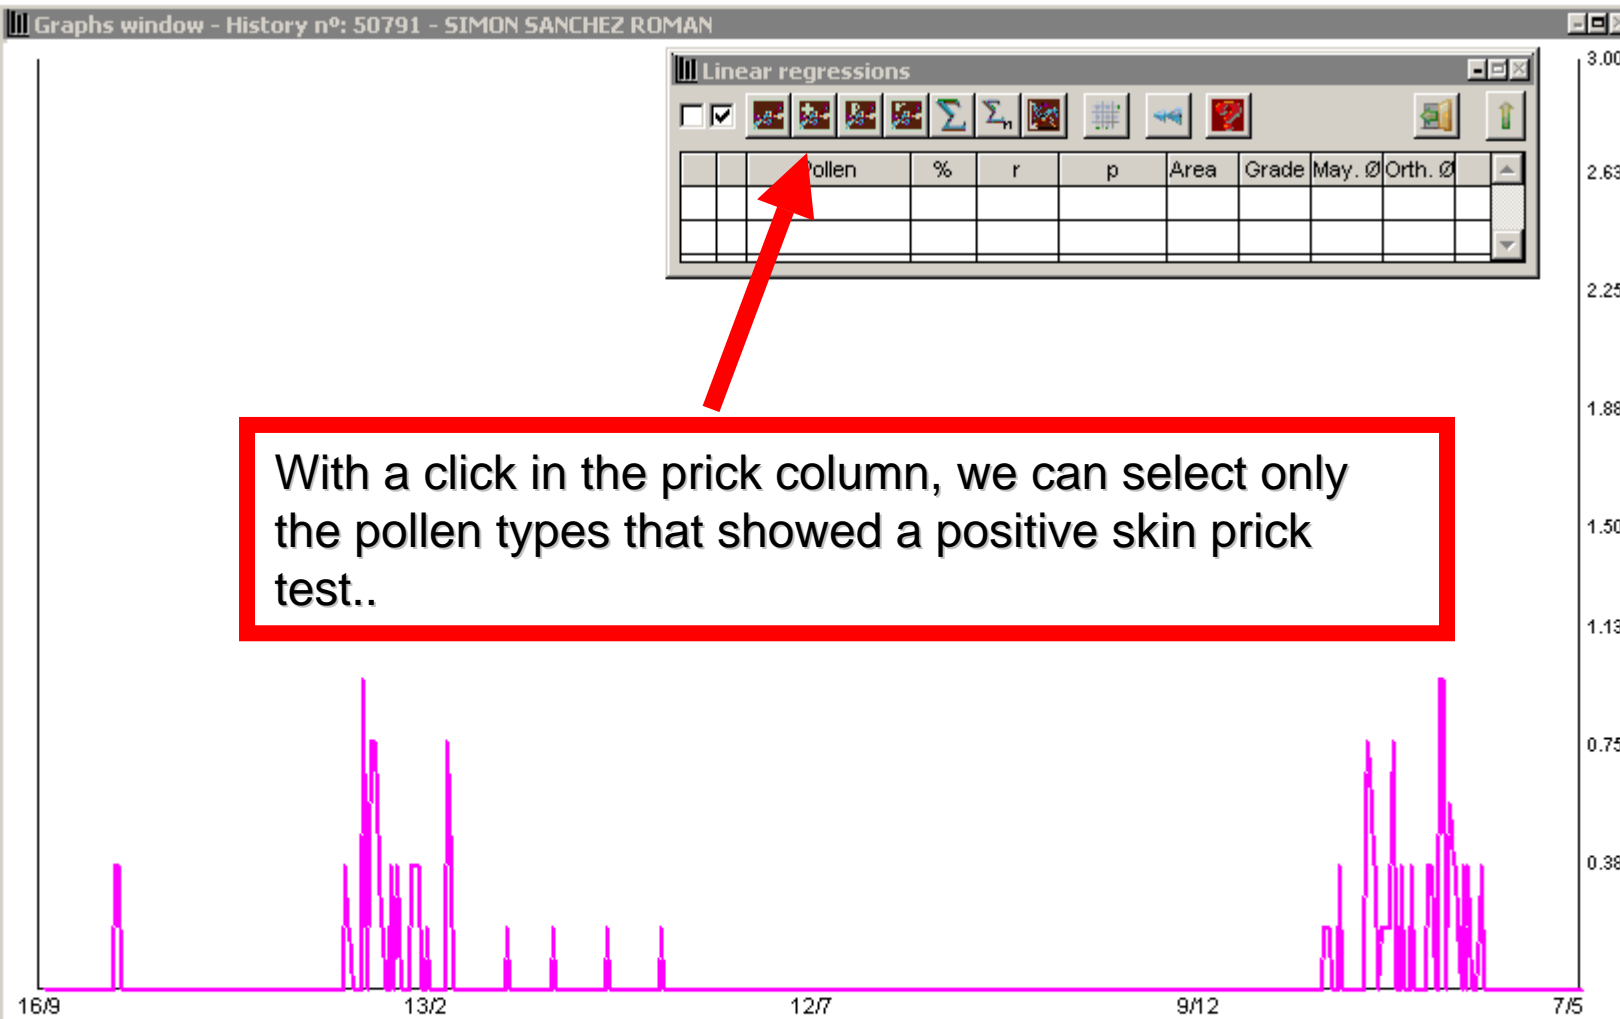 Graphs window - History nº: 50791 - SIMON SANCHEZ ROMAN
Linear regressions
Pollen % r p Area Grade May. Ø Orth. Ø
3.00
2.63
2.25
1.88
1.50
1.13
0.75
0.38
With a click in the prick column, we can select only
the pollen types that showed a positive skin prick
test..
16/9 13/2 12/7 9/12 7/5